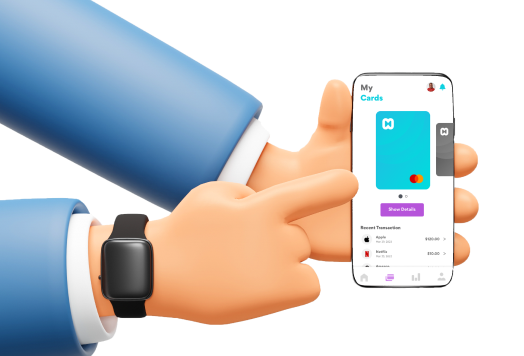 My
Cards
Show Details
Recent Transaction
Apple
$120.00
Netflix
$10.00